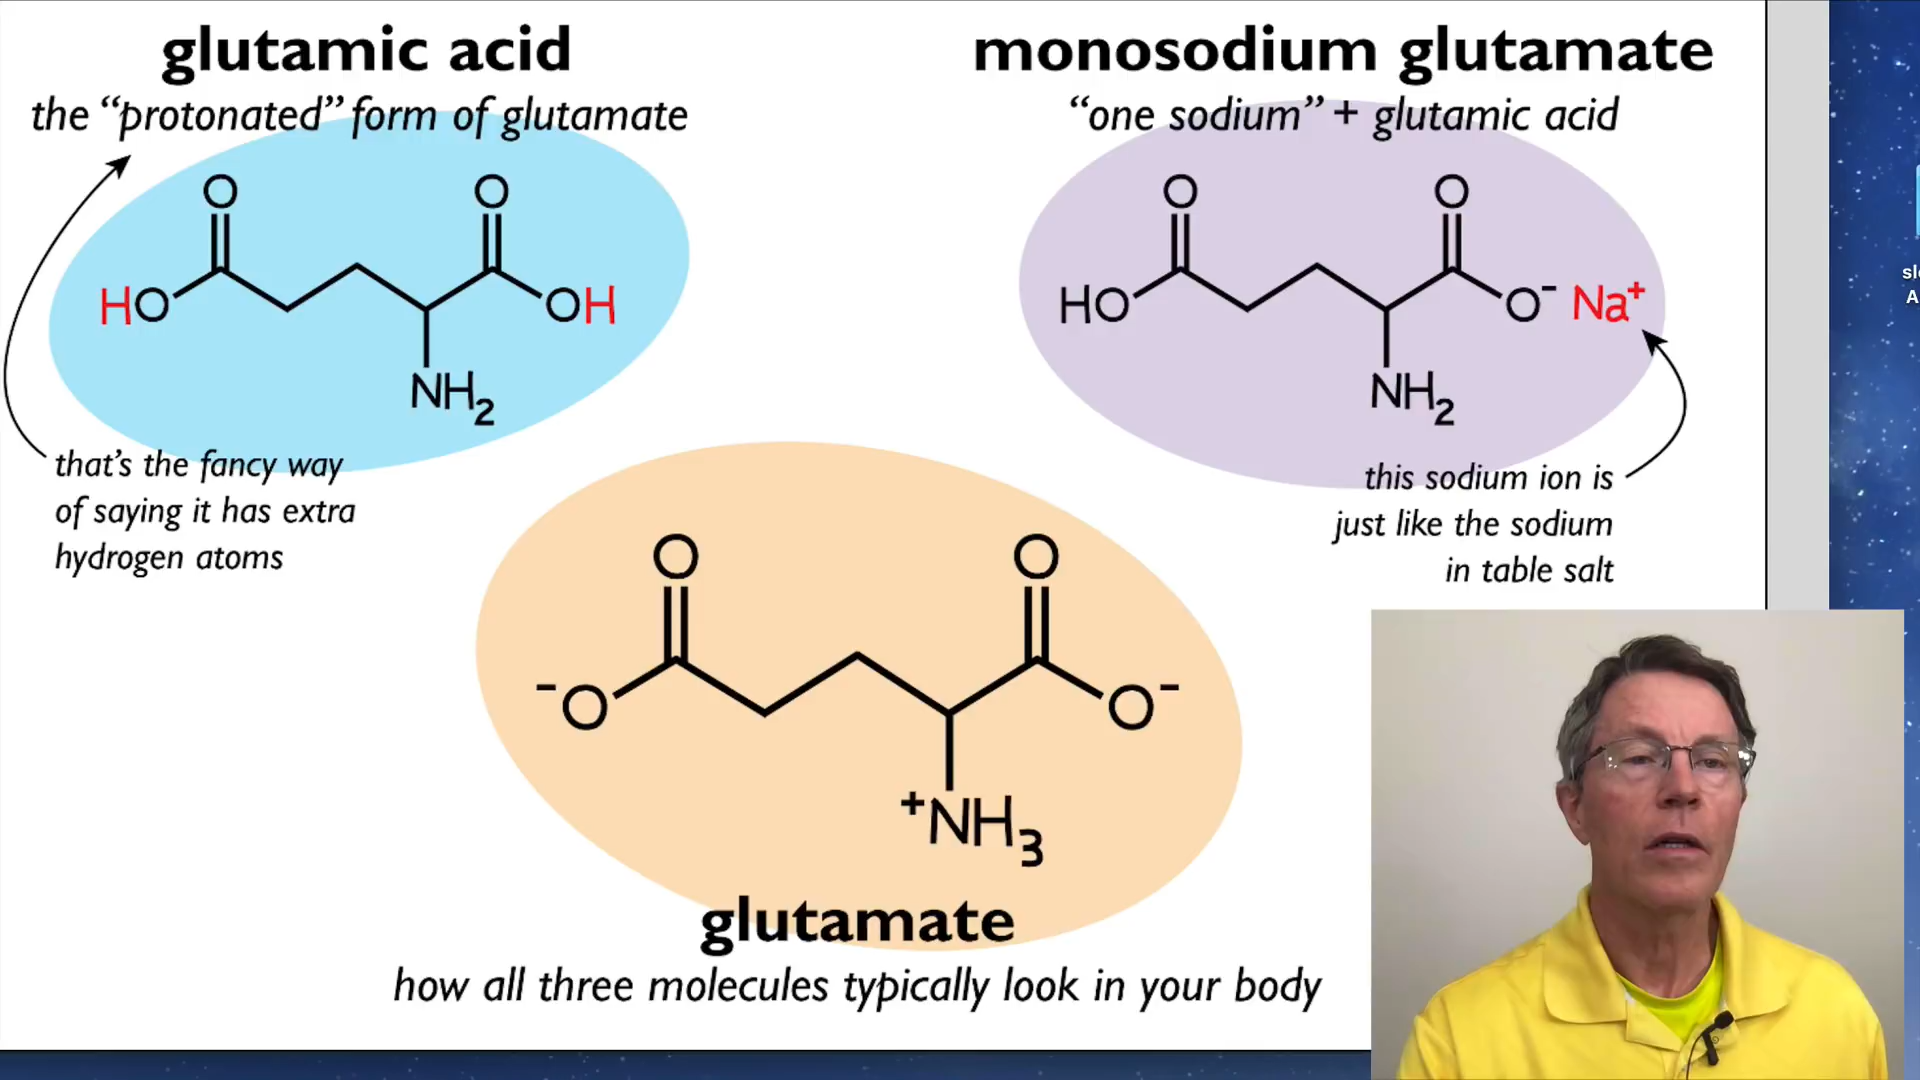 glutamic acid
the “protonated” form of glutamate
O
O
HO
OH
NH2
that’s the fancy way
of saying it has extra
hydrogen atoms
monosodium glutamate
“one sodium” + glutamic acid
O
O
HO
O- Na+
NH2
this sodium ion is
just like the sodium
in table salt
O
O
-O
O-
+NH3
glutamate
how all three molecules typically look in your body